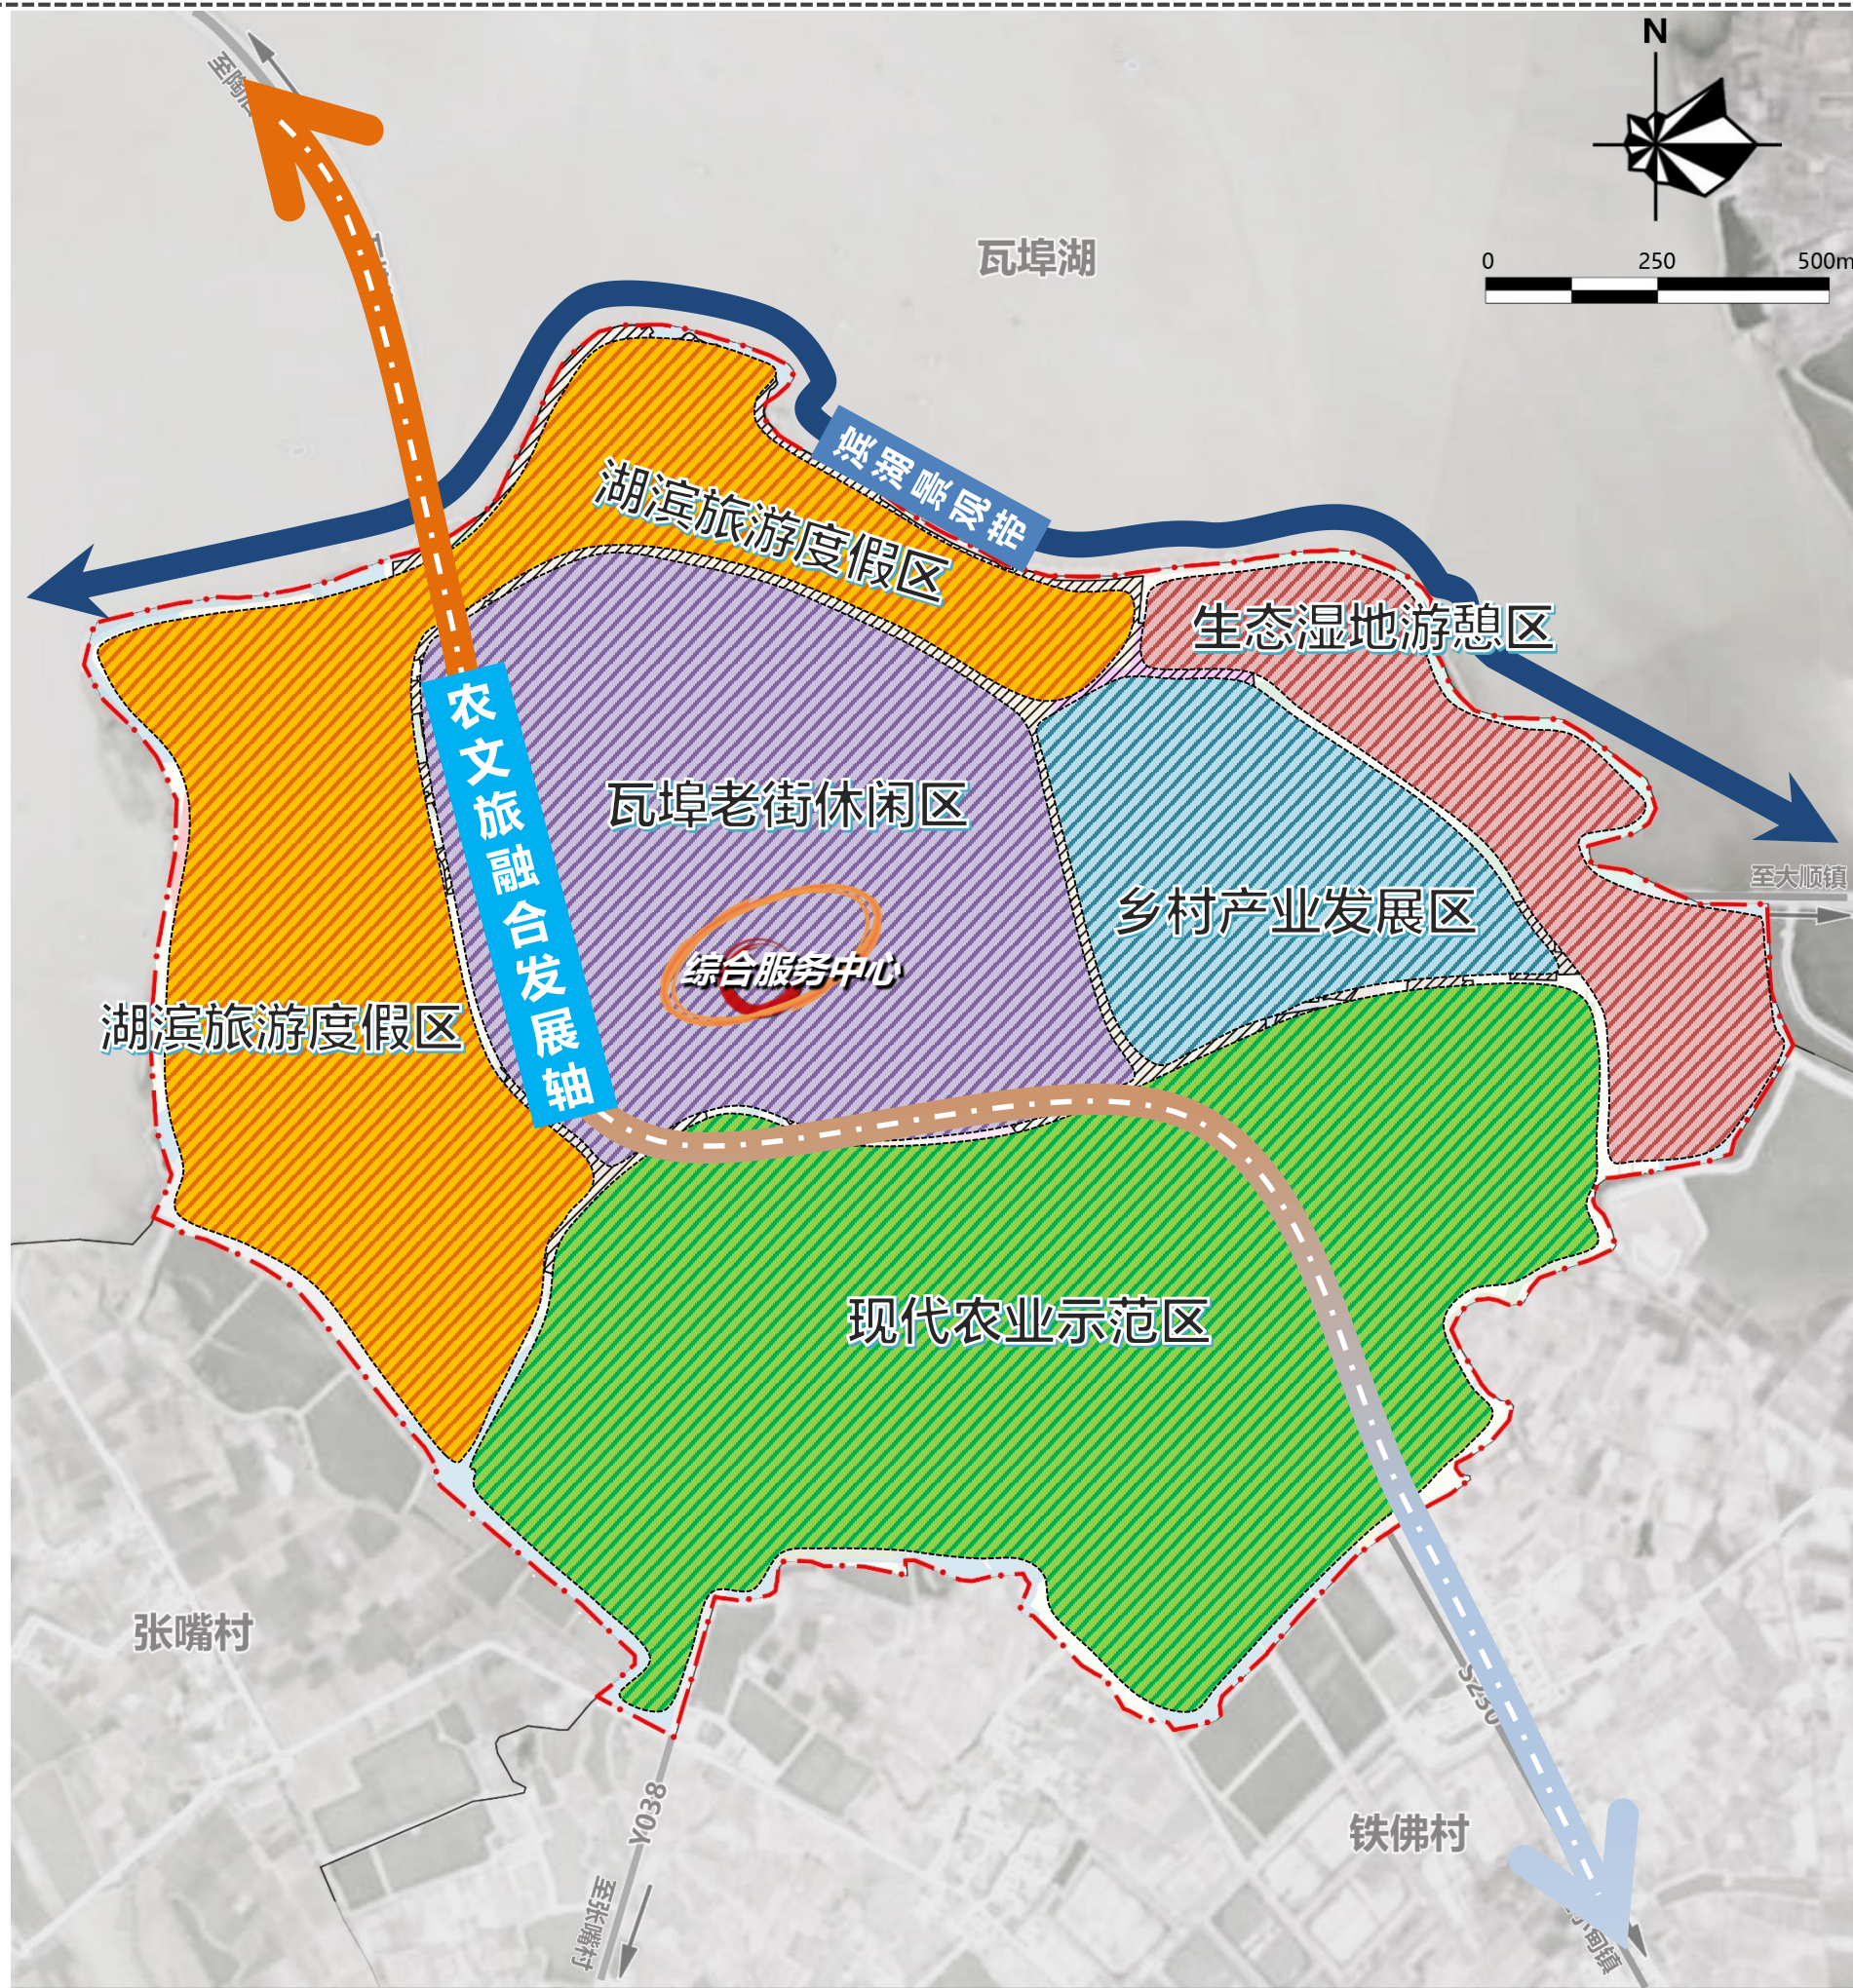 N
0 250 500m
瓦埠湖
滨湖景观带
湖滨旅游度假区
生态湿地游憩区
农文旅融合发展轴
瓦埠老街休闲区
至大顺镇
乡村产业发展区
综合服务中心
湖滨旅游度假区
现代农业示范区
张嘴村
S230
Y038
铁佛村
至张嘴村